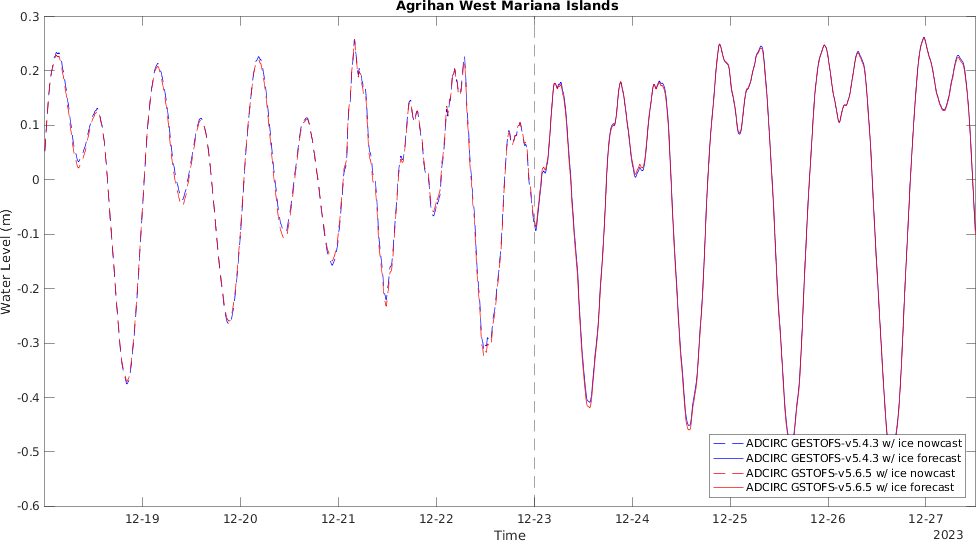 Agrihan West Mariana Islands
0.3
0.2
0.1
0
-0.1
-0.2
-0.3
-0.4
-0.5
-0.6
Water Level (m)
ADCIRC GESTOFS-v5.4.3 w/ ice nowcast
ADCIRC GESTOFS-v5.4.3 w/ ice forecast
ADCIRC GSTOFS-v5.6.5 w/ ice nowcast
ADCIRC GSTOFS-v5.6.5 w/ ice forecast
12-19 12-20 12-21 12-22 12-23 12-24 12-25 12-26 12-27
Time
2023